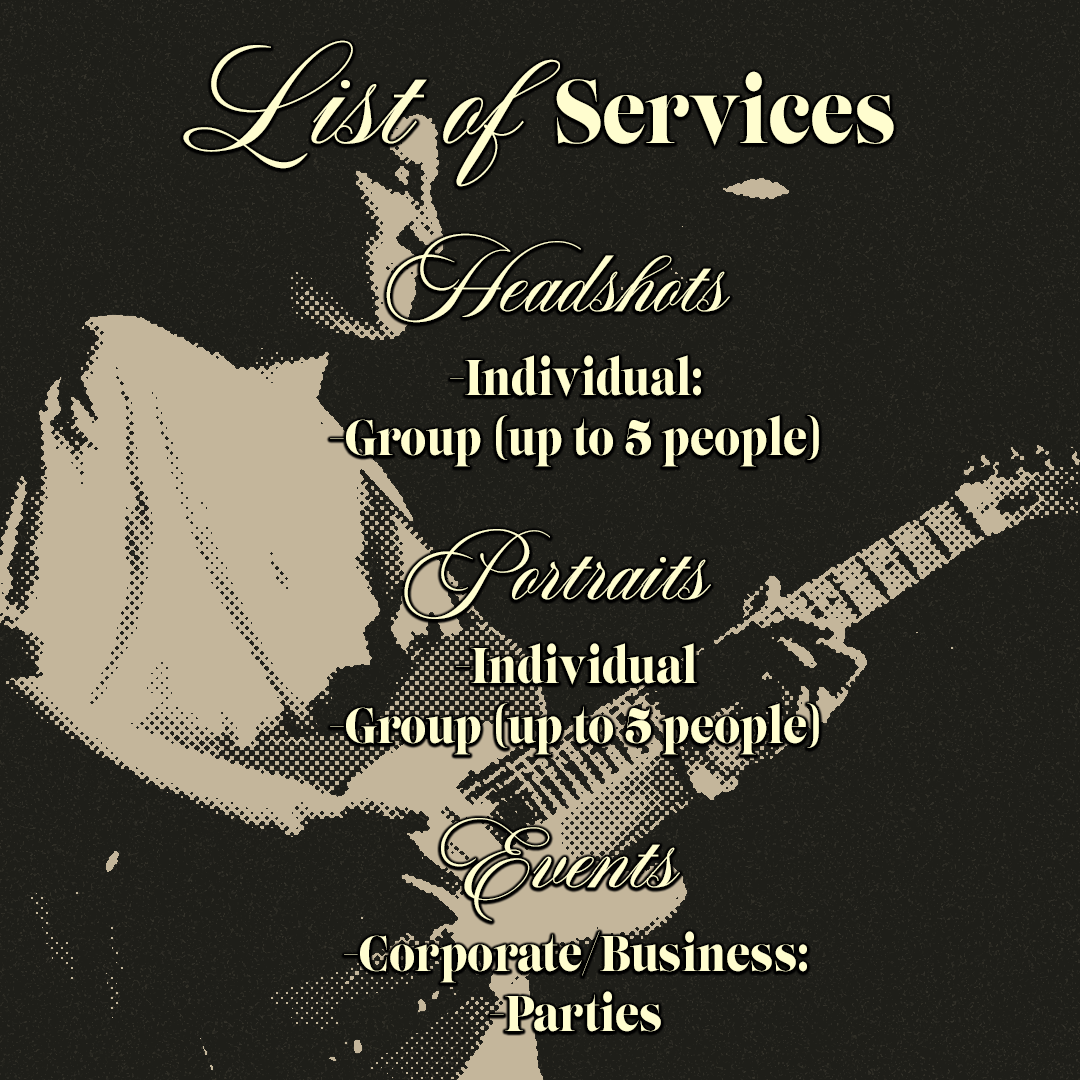 List of Services
Headshots
-Individual:
-Group (up to 5 people)
Portraits
-Individual
-Group (up to 5 people)
Events
-Corporate/Business:
-Parties